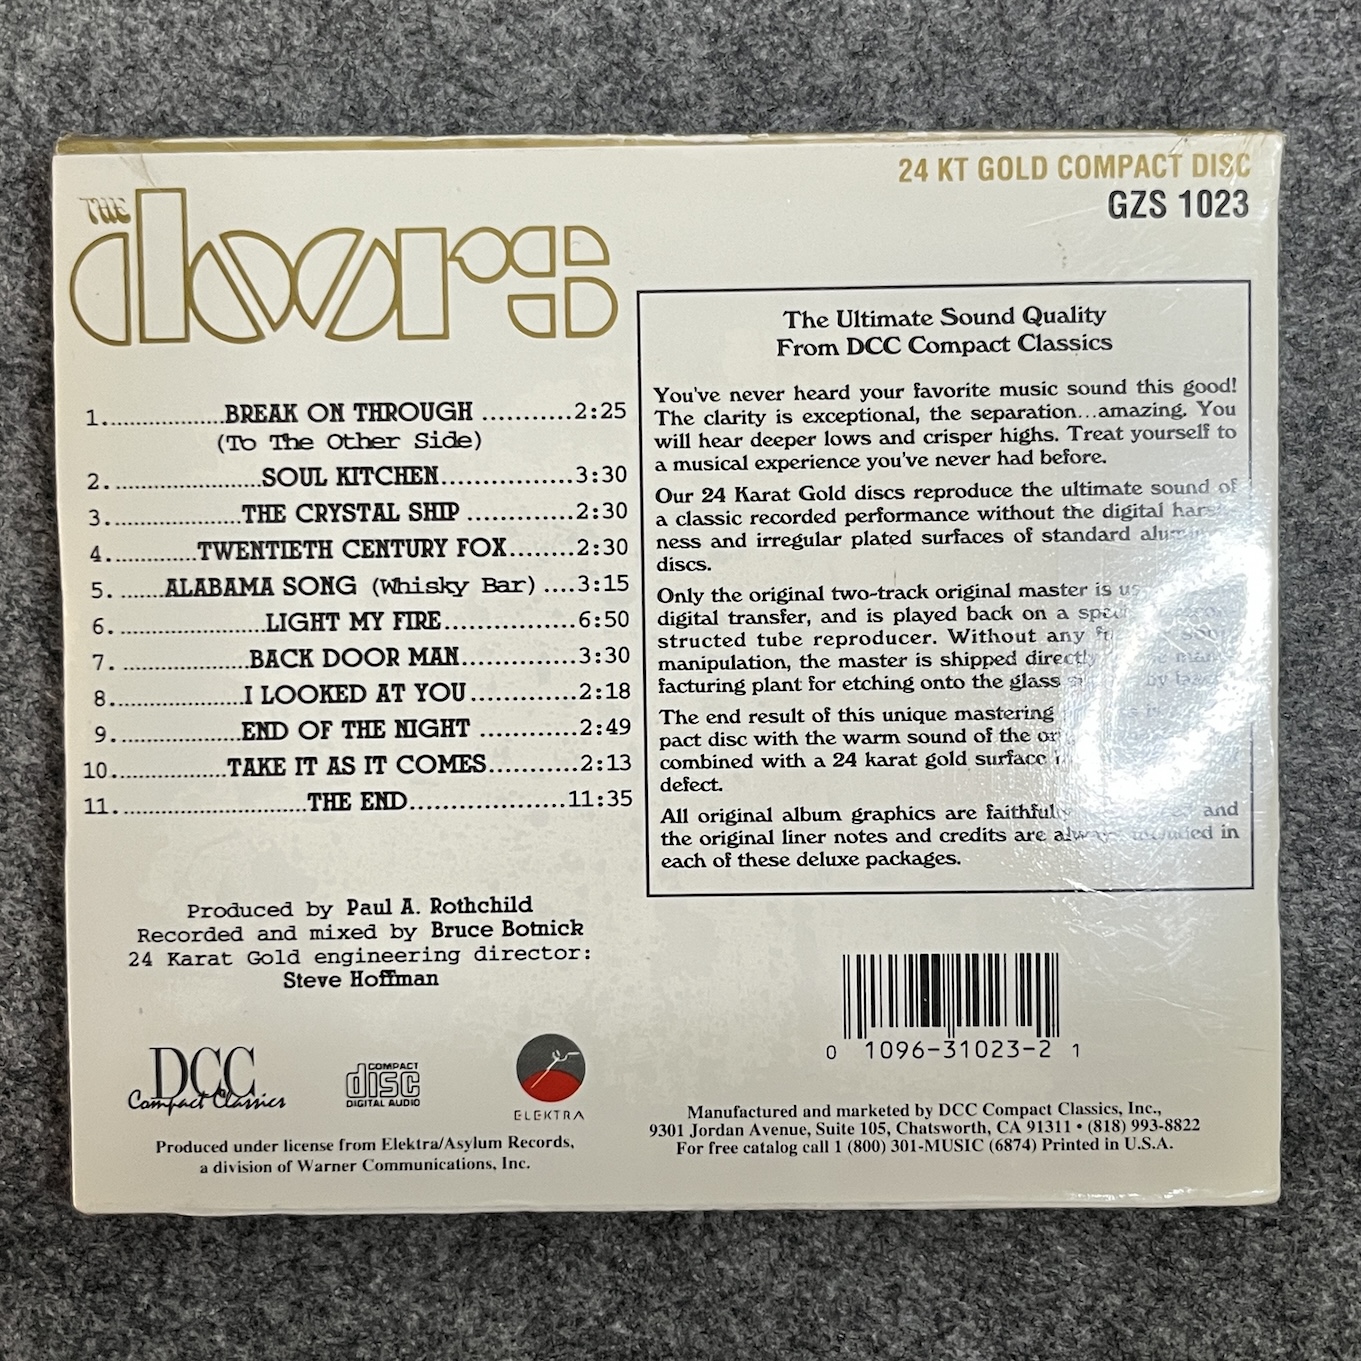 THE
doors
24 KT GOLD COMPACT DISC
GZS 1023
1....................BREAK ON THROUGH ...........2:25
(To The Other Side)
2. .......................SOUL KITCHEN................3:30
3. ....................THE CRYSTAL SHIP .............2:30
4. ............TWENTIETH CENTURY FOX........2:30
5. .......ALABAMA SONG (Whisky Bar) ....3:15
6. .......................LIGHT MY FIRE................6:50
7. .....................BACK DOOR MAN..............3:30
8. ....................I LOOKED AT YOU.............2:18
9. ...................END OF THE NIGHT ............2:49
10. .................TAKE IT AS IT COMES...........2:13
11. .............................THE END...................11:35
Produced by Paul A. Rothchild
Recorded and mixed by Bruce Botnick
24 Karat Gold engineering director:
Steve Hoffman
DCC
Compact Classics
COMPACT
disc
DIGITAL AUDIO
ELEKTRA
Produced under license from Elektra/Asylum Records,
a division of Warner Communications, Inc.
The Ultimate Sound Quality
From DCC Compact Classics
You've never heard your favorite music sound this good!
The clarity is exceptional, the separation...amazing. You
will hear deeper lows and crisper highs. Treat yourself to
a musical experience you've never had before.
Our 24 Karat Gold discs reproduce the ultimate sound of
a classic recorded performance without the digital harsh-
ness and irregular plated surfaces of standard
discs.
Only the original two-track original master is
digital transfer, and is played back on a
structed tube reproducer. Without any
manipulation, the master is shipped directly
facturing plant for etching onto the glass by
The end result of this unique mastering
pact disc with the warm sound of the
combined with a 24 karat gold surface
defect.
All original album graphics are faithfully and
the original liner notes and credits are always included in
each of these deluxe packages.
0 1096-31023-2 1
Manufactured and marketed by DCC Compact Classics, Inc.,
9301 Jordan Avenue, Suite 105, Chatsworth, CA 91311 • (818) 993-8822
For free catalog call 1 (800) 301-MUSIC (6874) Printed in U.S.A.